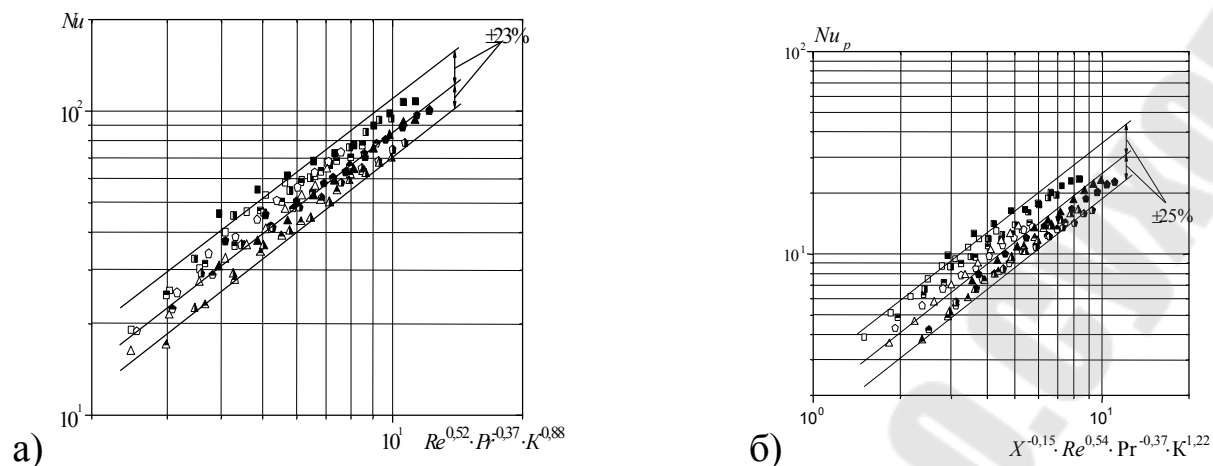 Nu
±23%
10²
10¹
10¹
Re^0,52 · Pr^-0,37 · K^-0,88
а)
Nu_p
10²
±25%
10¹
10⁰
10¹
X^-0,15 · Re^0,54 · Pr^-0,37 · K^1,22
б)